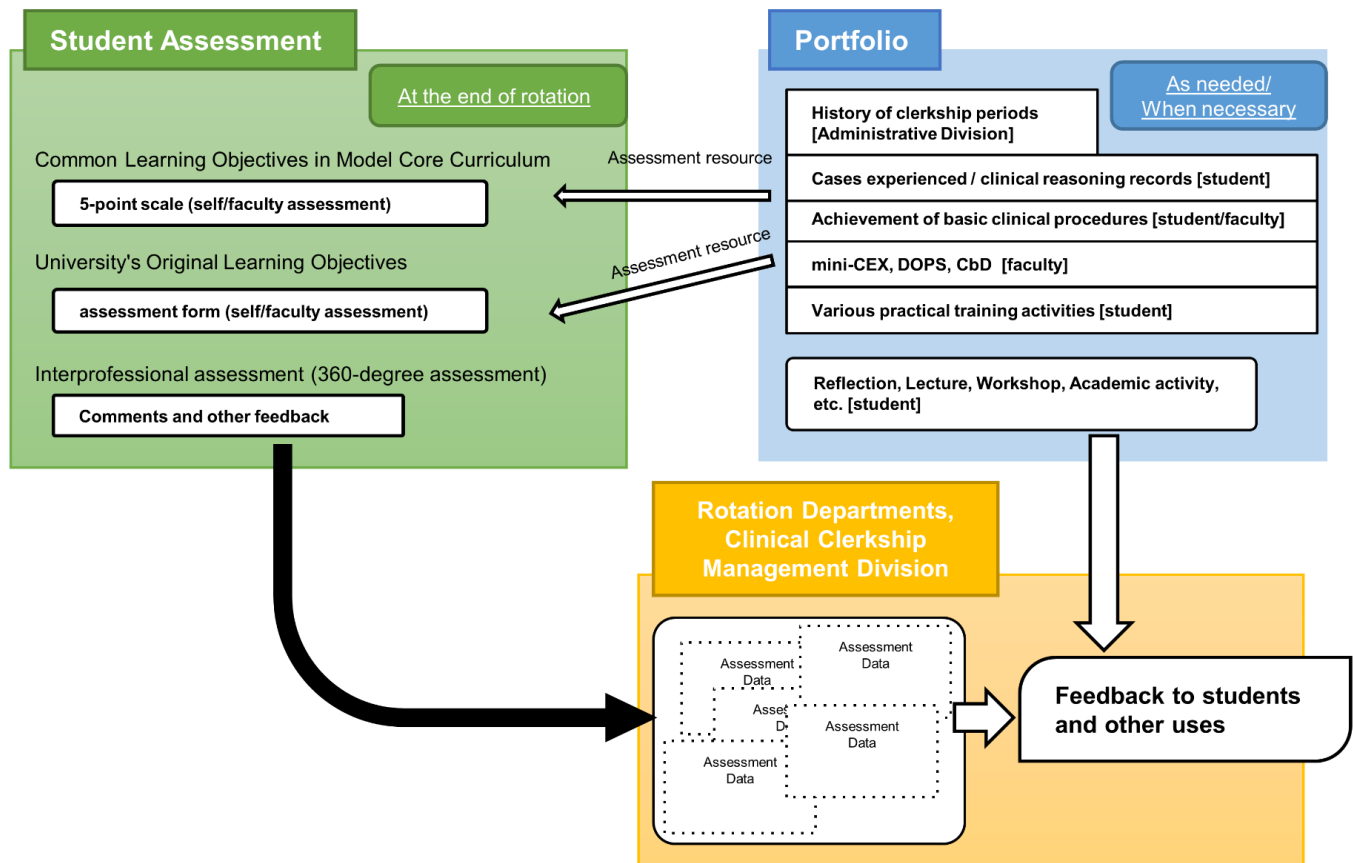 Student Assessment
At the end of rotation
Common Learning Objectives in Model Core Curriculum
5-point scale (self/faculty assessment)
University's Original Learning Objectives
assessment form (self/faculty assessment)
Interprofessional assessment (360-degree assessment)
Comments and other feedback
Assessment resource
Assessment resource
Portfolio
As needed/
When necessary
History of clerkship periods
[Administrative Division]
Cases experienced / clinical reasoning records [student]
Achievement of basic clinical procedures [student/faculty]
mini-CEX, DOPS, CbD [faculty]
Various practical training activities [student]
Reflection, Lecture, Workshop, Academic activity,
etc. [student]
Rotation Departments,
Clinical Clerkship
Management Division
Assessment
Data
Assessment
Data
Assessment
Data
Assessment
Data
Feedback to students
and other uses